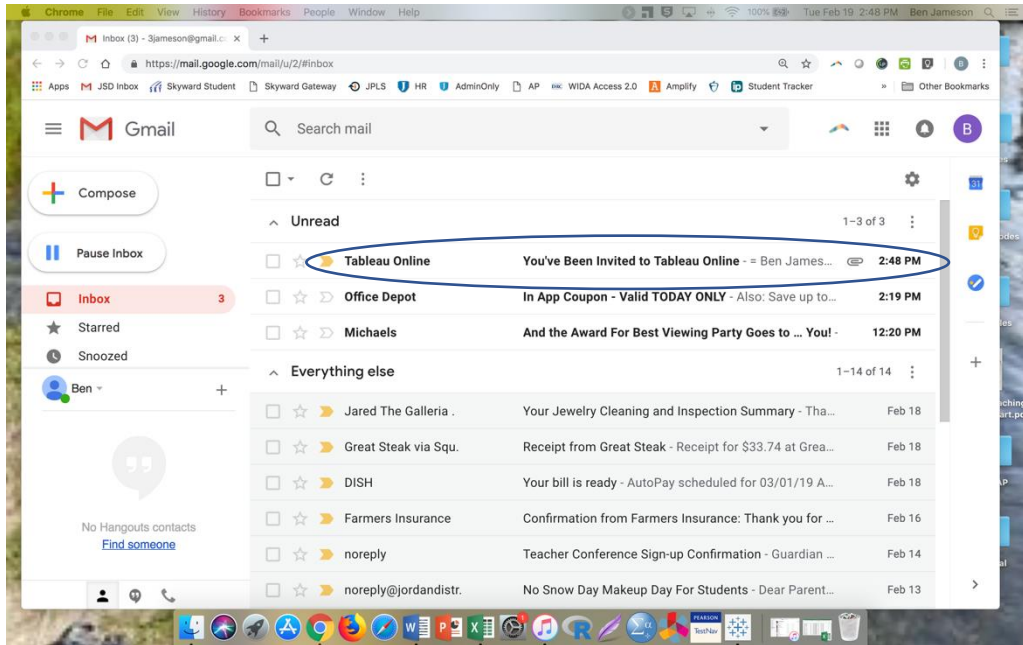 Chrome File Edit View History Bookmarks People Window Help 100% Tue Feb 19 2:48 PM Ben Jameson
Inbox (3) - 3jameson@gmail.c
https://mail.google.com/mail/u/2/#inbox
Apps JSD Inbox Skyward Student Skyward Gateway JPLS HR AdminOnly AP WIDA Access 2.0 Amplify Student Tracker » Other Bookmarks
Gmail Search mail B
Compose
Unread 1–3 of 3
Pause Inbox
Tableau Online You've Been Invited to Tableau Online - = Ben James... 2:48 PM
Inbox 3 Office Depot In App Coupon - Valid TODAY ONLY - Also: Save up to... 2:19 PM
Starred Michaels And the Award For Best Viewing Party Goes to ... You! - 12:20 PM
Snoozed
Everything else 1–14 of 14
Ben
Jared The Galleria . Your Jewelry Cleaning and Inspection Summary - Tha... Feb 18
Great Steak via Squ. Receipt from Great Steak - Receipt for $33.74 at Grea... Feb 18
DISH Your bill is ready - AutoPay scheduled for 03/01/19 A... Feb 18
No Hangouts contacts Farmers Insurance Confirmation from Farmers Insurance: Thank you for ... Feb 16
Find someone
noreply Teacher Conference Sign-up Confirmation - Guardian ... Feb 14
noreply@jordandistr. No Snow Day Makeup Day For Students - Dear Parent... Feb 13
PEARSON
TestNav